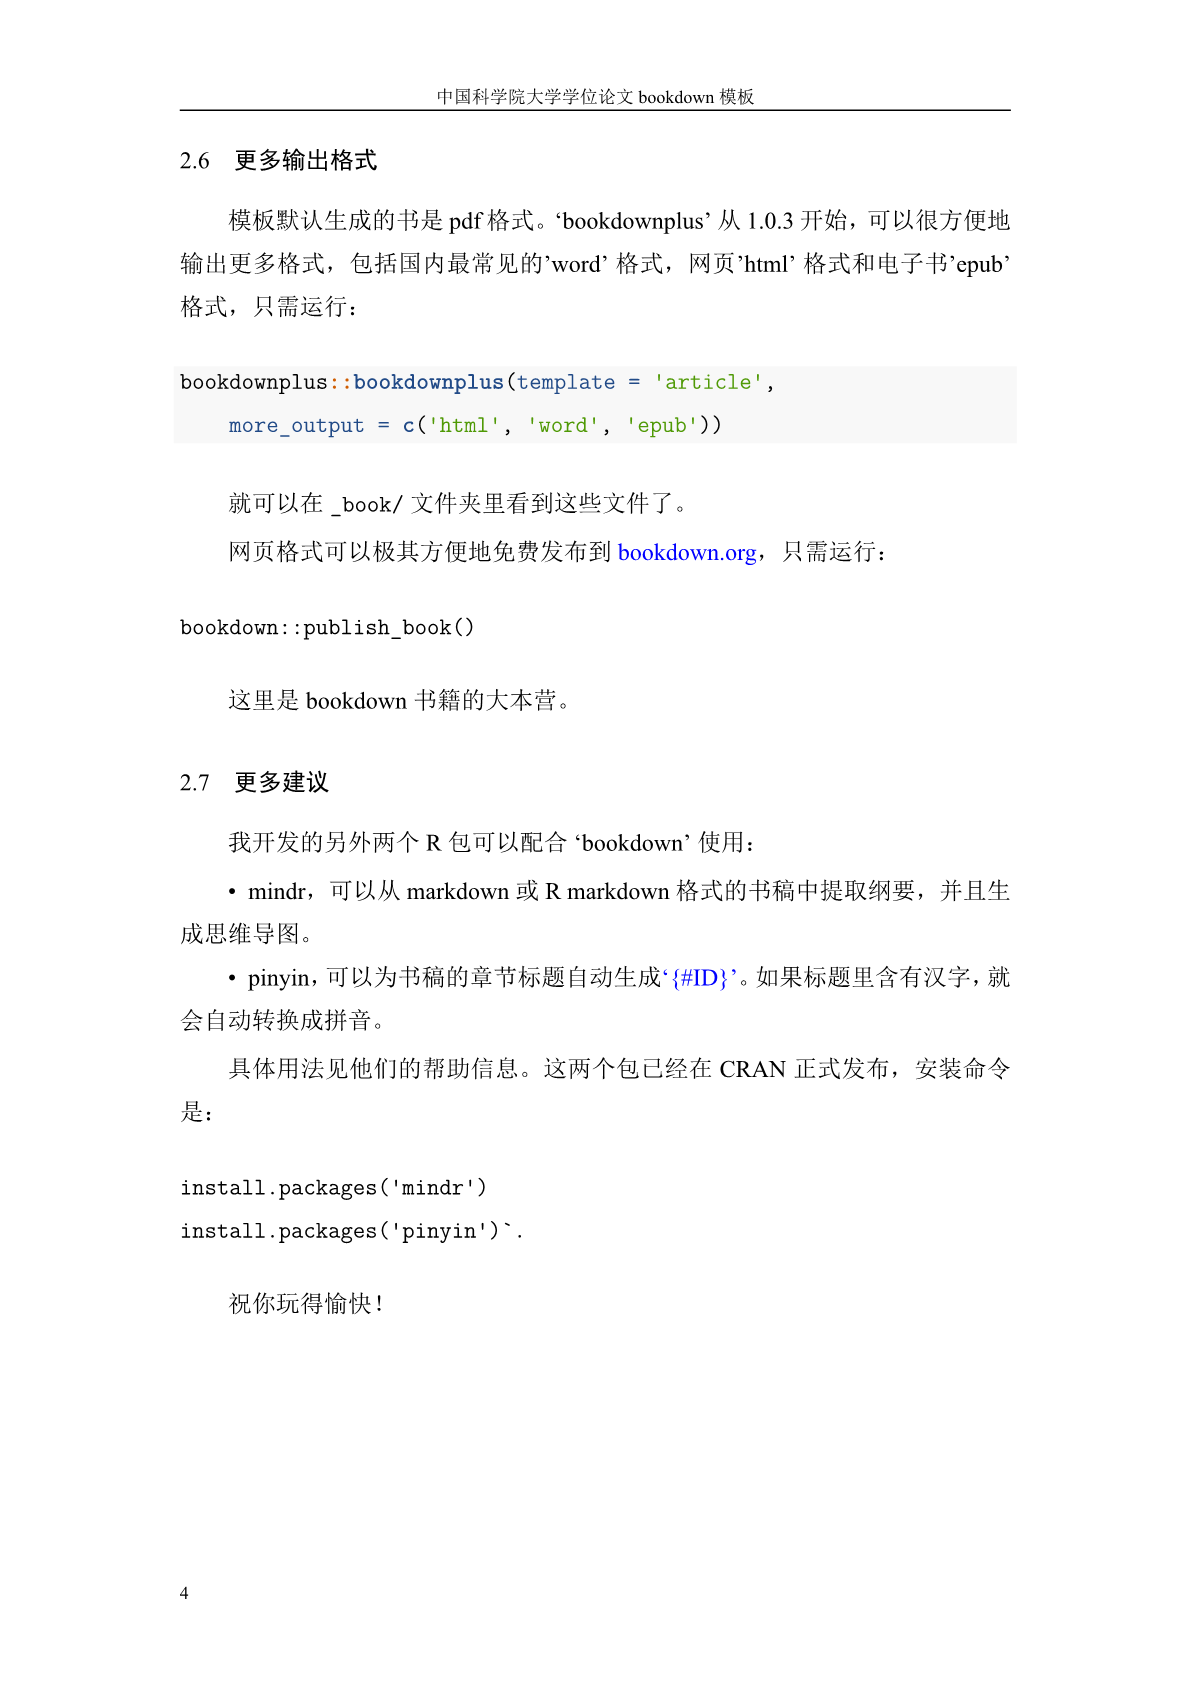 中国科学院大学学位论文 bookdown 模板
2.6 更多输出格式
模板默认生成的书是 pdf 格式。‘bookdownplus’ 从 1.0.3 开始，可以很方便地
输出更多格式，包括国内最常见的’word’ 格式，网页’html’ 格式和电子书’epub’
格式，只需运行：
bookdownplus::bookdownplus(template = 'article',
more_output = c('html', 'word', 'epub'))
就可以在 _book/ 文件夹里看到这些文件了。
网页格式可以极其方便地免费发布到 bookdown.org，只需运行：
bookdown::publish_book()
这里是 bookdown 书籍的大本营。
2.7 更多建议
我开发的另外两个 R 包可以配合 ‘bookdown’ 使用：
• mindr，可以从 markdown 或 R markdown 格式的书稿中提取纲要，并且生
成思维导图。
• pinyin，可以为书稿的章节标题自动生成‘{#ID}’。如果标题里含有汉字，就
会自动转换成拼音。
具体用法见他们的帮助信息。这两个包已经在 CRAN 正式发布，安装命令
是：
install.packages('mindr')
install.packages('pinyin')`.
祝你玩得愉快！
4